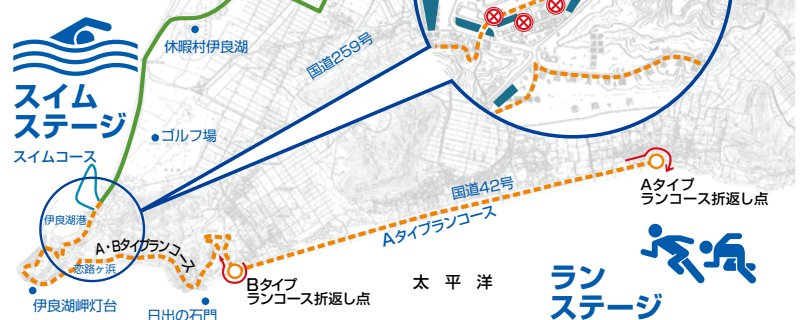 休暇村伊良湖
国道259号
スイム
ステージ
ゴルフ場
スイムコース
恋路ヶ浜
国道42号
Aタイプ
ランコース折返し点
Aタイプランコース
伊良湖港
A・Bタイプランコース
恋路ヶ浜
Bタイプ
ランコース折返し点
太平洋
ラン
ステージ
伊良湖岬灯台
日出の石門